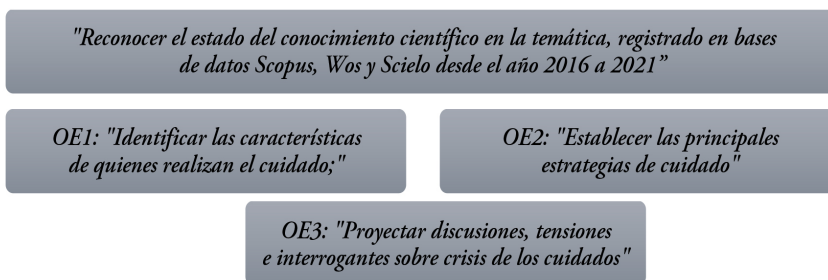 "Reconocer el estado del conocimiento científico en la temática, registrado en bases
de datos Scopus, Wos y Scielo desde el año 2016 a 2021”
OE1: "Identificar las características
de quienes realizan el cuidado;"
OE2: "Establecer las principales
estrategias de cuidado"
OE3: "Proyectar discusiones, tensiones
e interrogantes sobre crisis de los cuidados"